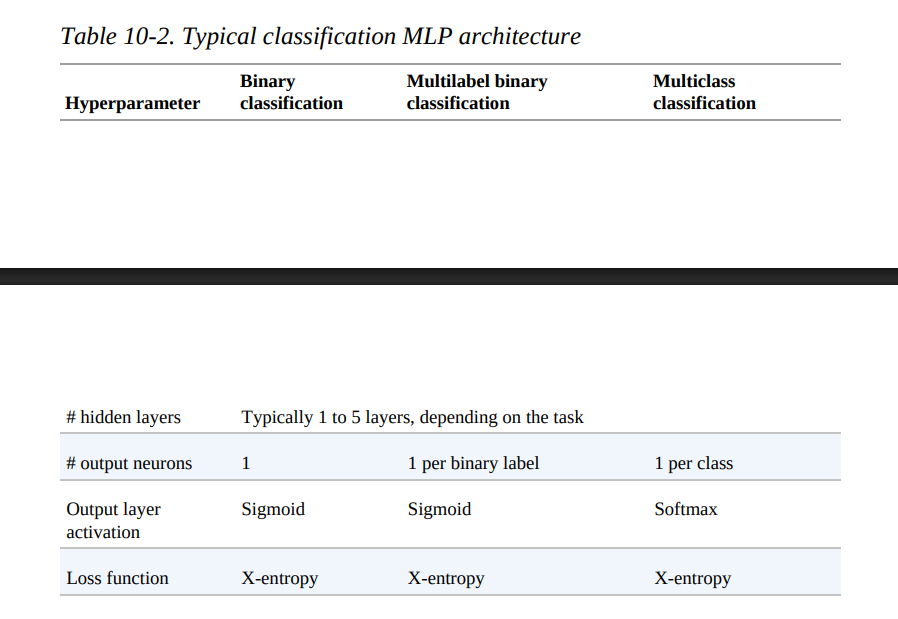 Table 10-2. Typical classification MLP architecture
Hyperparameter Binary classification Multilabel binary classification Multiclass classification
# hidden layers Typically 1 to 5 layers, depending on the task
# output neurons 1 1 per binary label 1 per class
Output layer activation Sigmoid Sigmoid Softmax
Loss function X-entropy X-entropy X-entropy